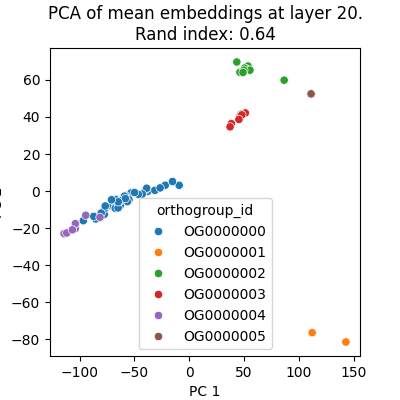 PCA of mean embeddings at layer 20.
Rand index: 0.64
60
40
20
0
−20
−40
−60
−80
orthogroup_id
OG0000000
OG0000001
OG0000002
OG0000003
OG0000004
OG0000005
−100
−50
0
50
100
150
PC 1